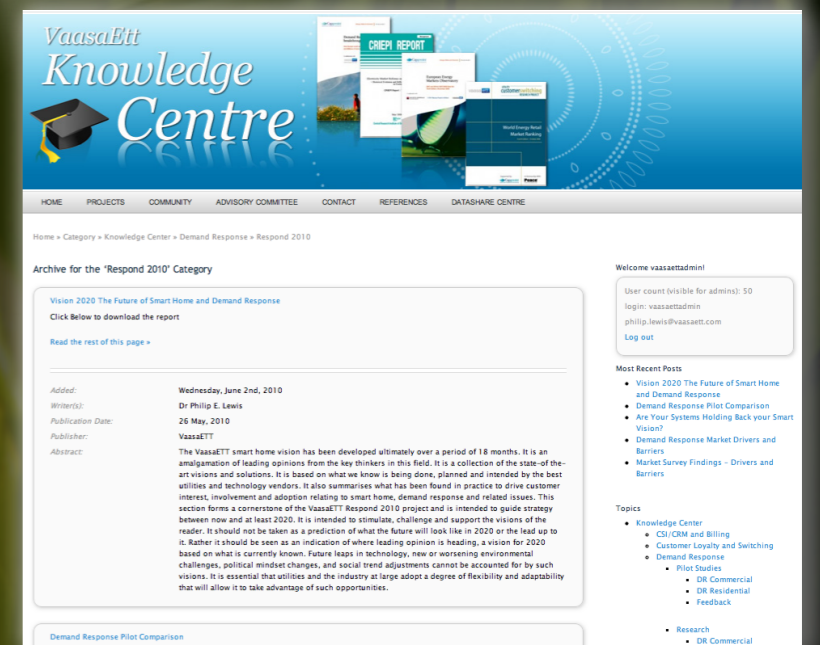 VaasaEtt
Knowledge
Centre
CRIEPI REPORT
European Energy
Markets Observatory
customerswitching
World Energy Retail
Market Ranking
HOME PROJECTS COMMUNITY ADVISORY COMMITTEE CONTACT REFERENCES DATASHARE CENTRE
Home » Category » Knowledge Center » Demand Response » Respond 2010
Archive for the ‘Respond 2010’ Category
Vision 2020 The Future of Smart Home and Demand Response
Click Below to download the report
Read the rest of this page »
Added: Wednesday, June 2nd, 2010
Writer(s): Dr Philip E. Lewis
Publication Date: 26 May, 2010
Publisher: VaasaETT
Abstract: The VaasaETT smart home vision has been developed ultimately over a period of 18 months. It is an
amalgamation of leading opinions from the key thinkers in this field. It is a collection of the state-of-the-
art visions and solutions. It is based on what we know is being done, planned and intended by the best
utilities and technology vendors. It also summarises what has been found in practice to drive customer
interest, involvement and adoption relating to smart home, demand response and related issues. This
section forms a cornerstone of the VaasaETT Respond 2010 project and is intended to guide strategy
between now and at least 2020. It is intended to stimulate, challenge and support the visions of the
reader. It should not be taken as a prediction of what the future will look like in 2020 or the lead up to
it. Rather it should be seen as an indication of where leading opinion is heading, a vision for 2020
based on what is currently known. Future leaps in technology, new or worsening environmental
challenges, political mindset changes, and social trend adjustments cannot be accounted for by such
visions. It is essential that utilities and the industry at large adopt a degree of flexibility and adaptability
that will allow it to take advantage of such opportunities.
Demand Response Pilot Comparison
Welcome vaasaettadmin!
User count (visible for admins): 50
login: vaasaettadmin
philip.lewis@vaasaett.com
Log out
Most Recent Posts
Vision 2020 The Future of Smart Home
and Demand Response
Demand Response Pilot Comparison
Are Your Systems Holding Back your Smart
Vision?
Demand Response Market Drivers and
Barriers
Market Survey Findings – Drivers and
Barriers
Topics
Knowledge Center
CSI/CRM and Billing
Customer Loyalty and Switching
Demand Response
Pilot Studies
DR Commercial
DR Residential
Feedback
Research
DR Commercial